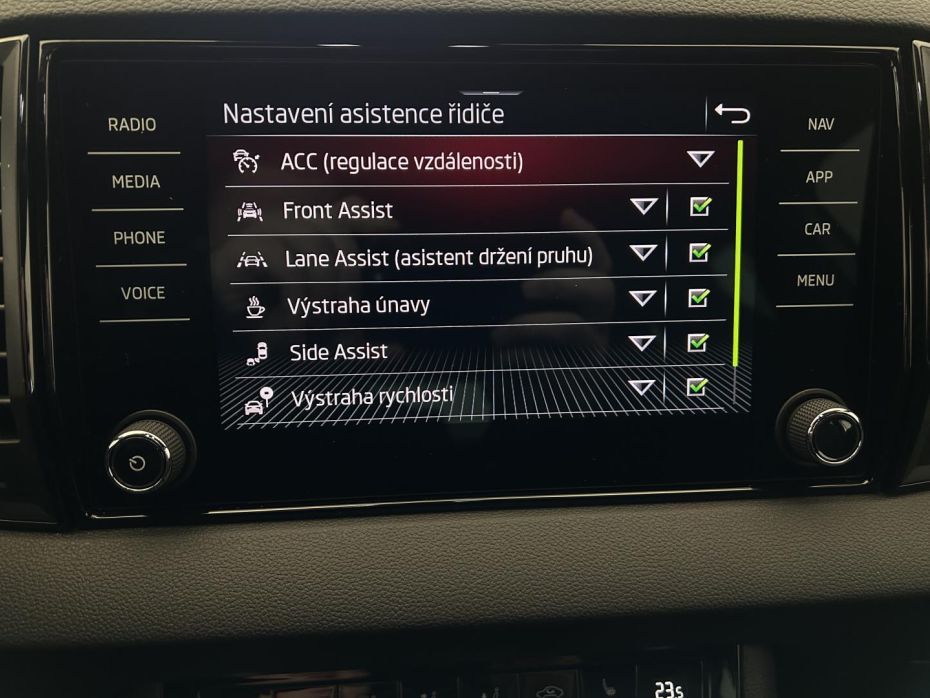 RADIO
MEDIA
PHONE
VOICE
Nastavení asistence řidiče
ACC (regulace vzdálenosti)
Front Assist
Lane Assist (asistent držení pruhu)
Výstraha únavy
Side Assist
Výstraha rychlosti
NAV
APP
CAR
MENU